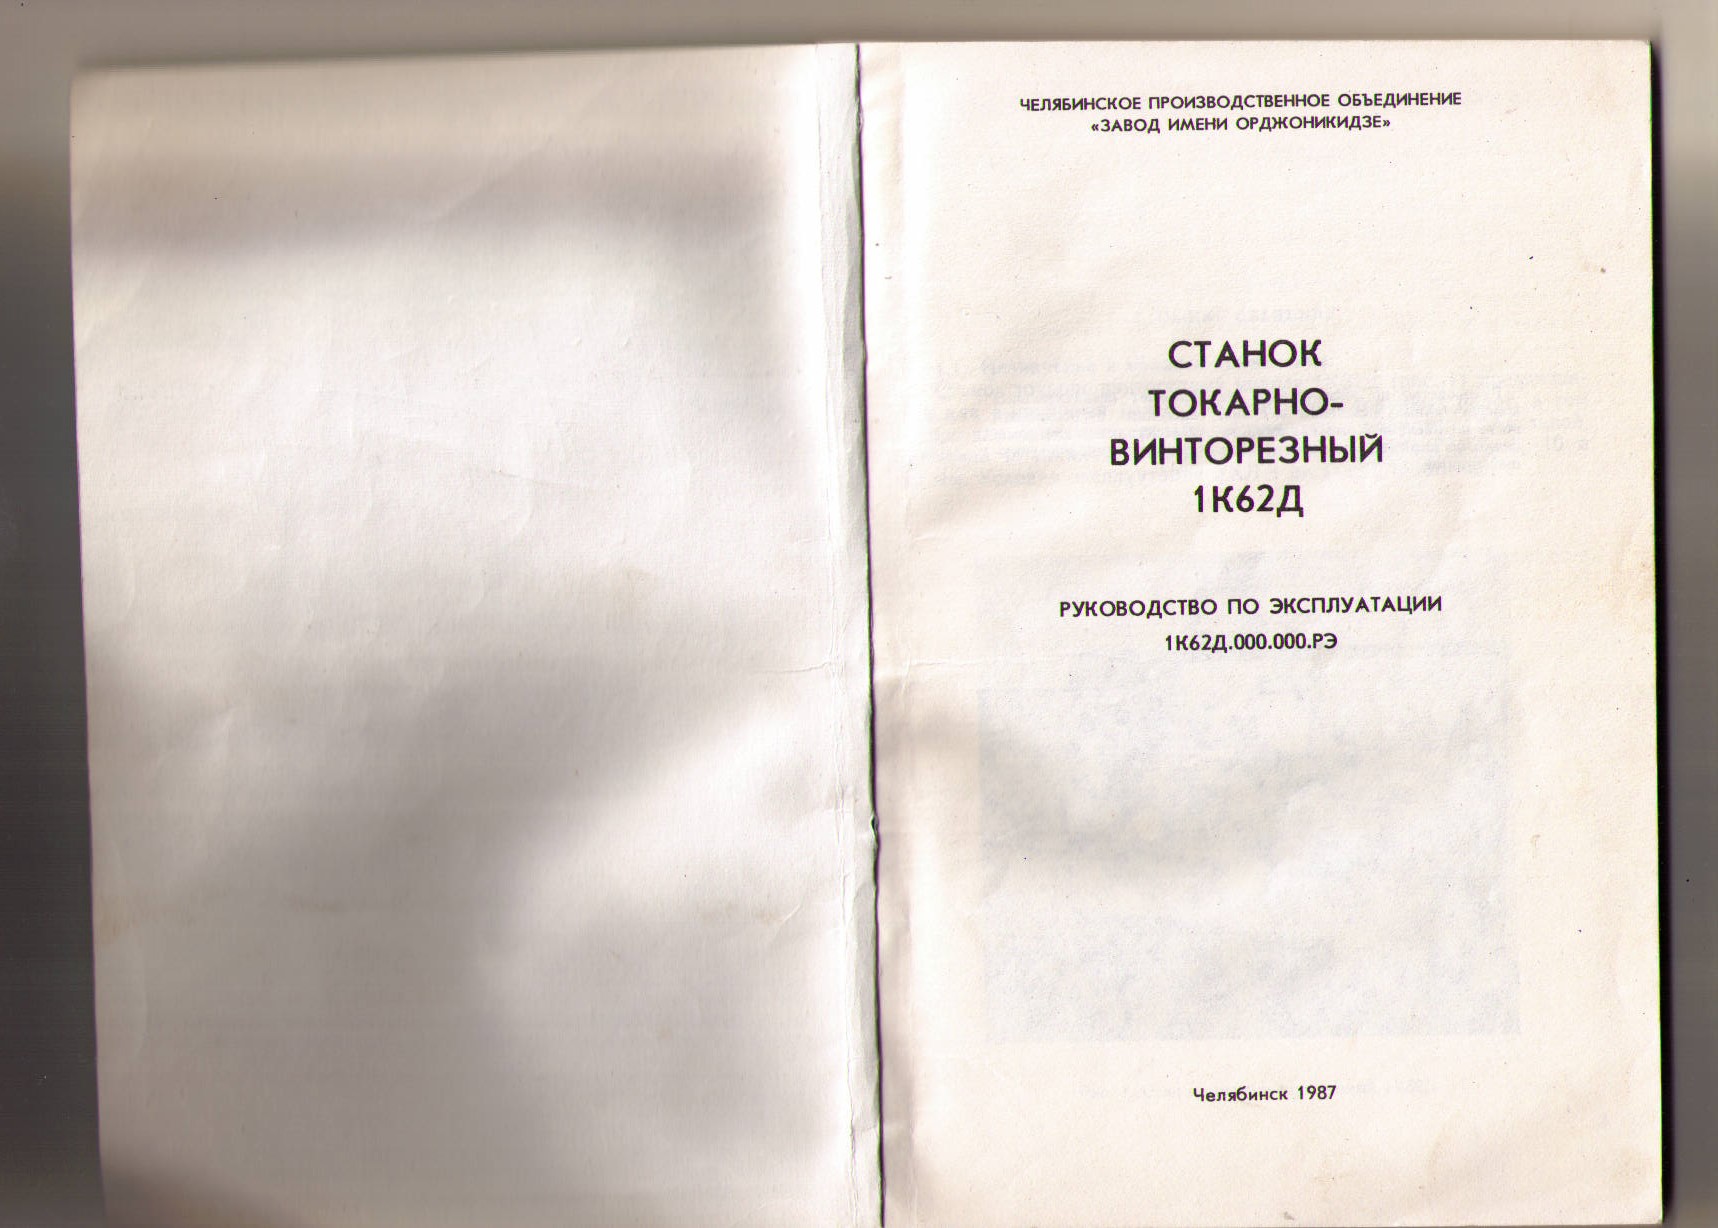 ЧЕЛЯБИНСКОЕ ПРОИЗВОДСТВЕННОЕ ОБЪЕДИНЕНИЕ
«ЗАВОД ИМЕНИ ОРДЖОНИКИДЗЕ»
СТАНОК
ТОКАРНО-
ВИНТОРЕЗНЫЙ
1К62Д
РУКОВОДСТВО ПО ЭКСПЛУАТАЦИИ
1К62Д.000.000.РЭ
Челябинск 1987